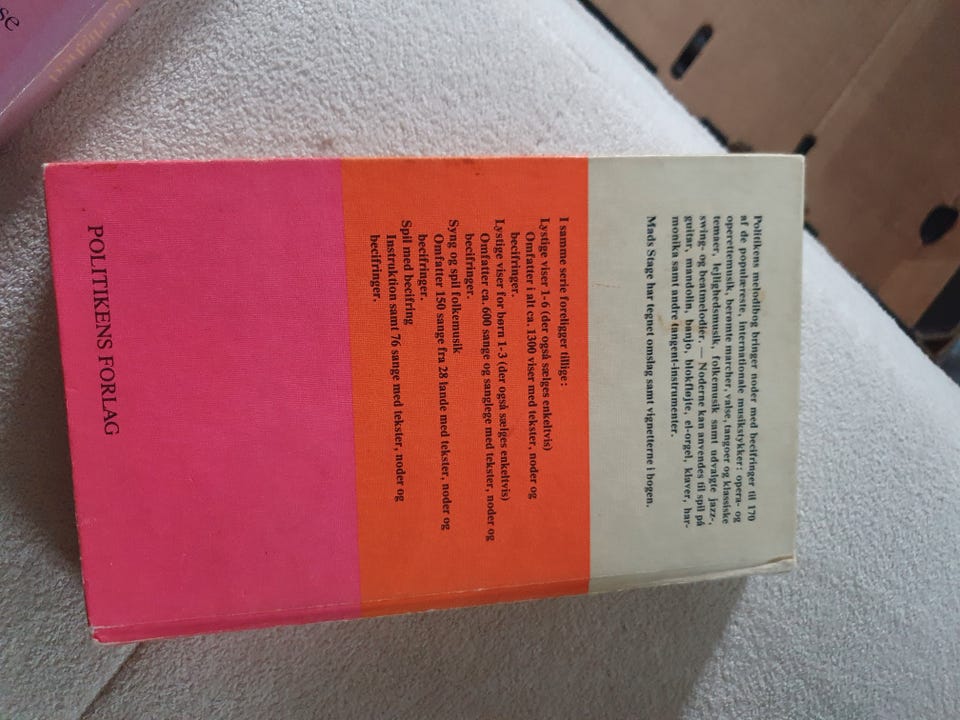 Politikens melodibog bringer noder med becifringer til 170
af de populæreste, internationale musikstykker: opera- og
operettemusik, berømte marcher, valse, tangoer og klassiske
temaer, lejlighedsmusik, folkemusik samt udvalgte jazz-,
swing- og beatmelodier. — Noderne kan anvendes til spil på
guitar, mandolin, banjo, blokfløjte, el-orgel, klaver, har-
monika samt andre tangent-instrumenter.
Mads Stage har tegnet omslag samt vignetterne i bogen.
I samme serie foreligger tillige:
Lystige viser 1-6 (der også sælges enkeltvis)
Omfatter i alt ca. 1300 viser med tekster, noder og
becifringer.
Lystige viser for børn 1-3 (der også sælges enkeltvis)
Omfatter ca. 600 sange og sanglege med tekster, noder og
becifringer.
Syng og spil folkemusik
Omfatter 150 sange fra 28 lande med tekster, noder og
becifringer.
Spil med becifring
Instruktion samt 76 sange med tekster, noder og
becifringer.
POLITIKENS FORLAG